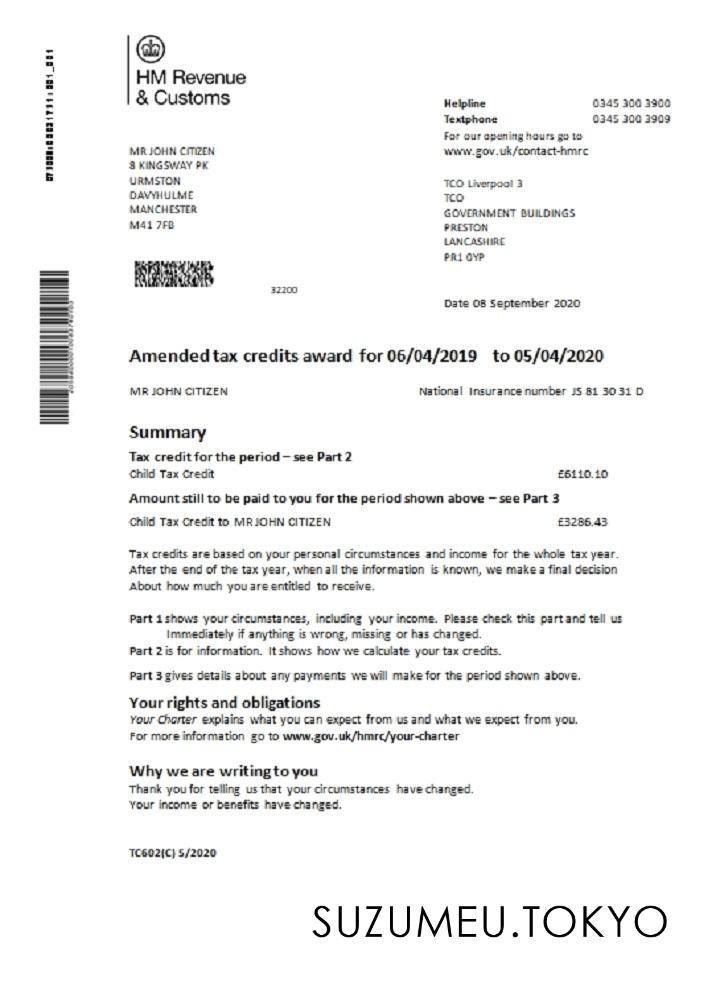 HM Revenue
& Customs
Helpline 0345 300 3900
Textphone 0345 300 3909
For our opening hours go to
www.gov.uk/contact-hmrc
MR JOHN CITIZEN
8 KINGSWAY PK
URMSTON
DAVYHULME
MANCHESTER
M41 7FB
TCO Liverpool 3
TCO
GOVERNMENT BUILDINGS
PRESTON
LANCASHIRE
PR1 0YP
32200
Date 08 September 2020
Amended tax credits award for 06/04/2019 to 05/04/2020
MR JOHN CITIZEN National Insurance number JS 81 30 31 D
Summary
Tax credit for the period – see Part 2
Child Tax Credit £6110.10
Amount still to be paid to you for the period shown above – see Part 3
Child Tax Credit to MR JOHN CITIZEN £3286.43
Tax credits are based on your personal circumstances and income for the whole tax year.
After the end of the tax year, when all the information is known, we make a final decision
About how much you are entitled to receive.
Part 1 shows your circumstances, including your income. Please check this part and tell us
Immediately if anything is wrong, missing or has changed.
Part 2 is for information. It shows how we calculate your tax credits.
Part 3 gives details about any payments we will make for the period shown above.
Your rights and obligations
Your Charter explains what you can expect from us and what we expect from you.
For more information go to www.gov.uk/hmrc/your-charter
Why we are writing to you
Thank you for telling us that your circumstances have changed.
Your income or benefits have changed.
TC602(C) 5/2020
SUZUMEU.TOKYO